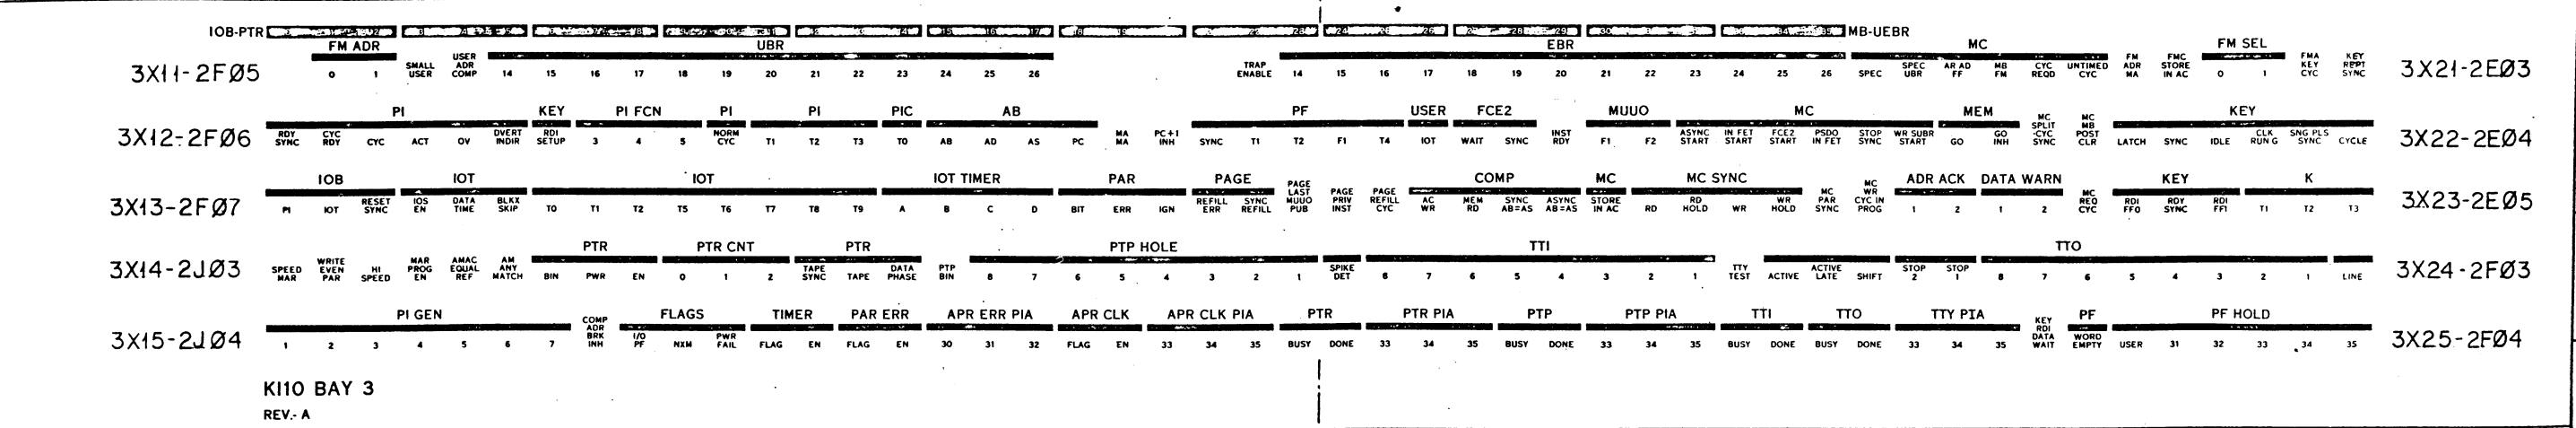 IOB-PTR MB-UEBR
FM ADR UBR EBR MC FM SEL
3X11-2FØ5 0 1 SMALL USER USER ADR COMP 14 15 16 17 18 19 20 21 22 23 24 25 26 TRAP ENABLE 14 15 16 17 18 19 20 21 22 23 24 25 26 SPEC SPEC UBR AR AD FF MB FM CYC REQD UNTIMED CYC FM ADR MA FMC STORE IN AC 0 1 FMA KEY CYC KEY REPT SYNC 3X21-2EØ3
PI KEY PI FCN PI PI PIC AB PF USER FCE2 MUUO MC MEM KEY
3X12-2FØ6 RDY SYNC CYC RDY CYC ACT OV DVERT INDIR RDI SETUP 3 4 5 NORM CYC T1 T2 T3 TO AB AD AS PC MA MA PC+1 INH SYNC T1 T2 F1 T4 IOT WAIT SYNC INST RDY F1 F2 ASYNC START IN FET START FCE2 START PSDO IN FET STOP SYNC WR SUBR START GO GO INH MC SPLIT -CYC SYNC MC MB POST CLR LATCH SYNC IDLE CLK RUN G SNG PLS SYNC CYCLE 3X22-2EØ4
IOB IOT IOT IOT TIMER PAR PAGE COMP MC MC SYNC ADR ACK DATA WARN KEY K
3X13-2FØ7 PI IOT RESET SYNC IOS EN DATA TIME BLKX SKIP TO T1 T2 T5 T6 T7 T8 T9 A B C D BIT ERR IGN REFILL ERR SYNC REFILL PAGE LAST MUUO PUB PAGE PRIV INST PAGE REFILL CYC AC WR MEM RD SYNC AB=AS ASYNC AB=AS STORE IN AC RD RD HOLD WR WR HOLD MC PAR SYNC MC WR CYC IN PROG 1 2 1 2 MC REQ CYC RDI FFO RDY SYNC RDI FF1 T1 T2 T3 3X23-2EØ5
PTR PTR CNT PTR PTP HOLE TTI TTO
3X14-2JØ3 SPEED MAR WRITE EVEN PAR HI SPEED MAR PROG EN AMAC EQUAL REF AM ANY MATCH BIN PWR EN 0 1 2 TAPE SYNC TAPE DATA PHASE PTP BIN 8 7 6 5 4 3 2 1 SPIKE DET 8 7 6 5 4 3 2 1 TTY TEST ACTIVE ACTIVE LATE SHIFT STOP 2 STOP 1 8 7 6 5 4 3 2 1 LINE 3X24-2FØ3
PI GEN FLAGS TIMER PAR ERR APR ERR PIA APR CLK APR CLK PIA PTR PTR PIA PTP PTP PIA TTI TTO TTY PIA PF PF HOLD
3X15-2JØ4 1 2 3 4 5 6 7 COMP ADR BRK INH I/O PF NXM PWR FAIL FLAG EN FLAG EN 30 31 32 FLAG EN 33 34 35 BUSY DONE 33 34 35 BUSY DONE 33 34 35 BUSY DONE BUSY DONE 33 34 35 KEY RDI DATA WAIT WORD EMPTY USER 31 32 33 34 35 3X25-2FØ4
KI10 BAY 3
REV.- A